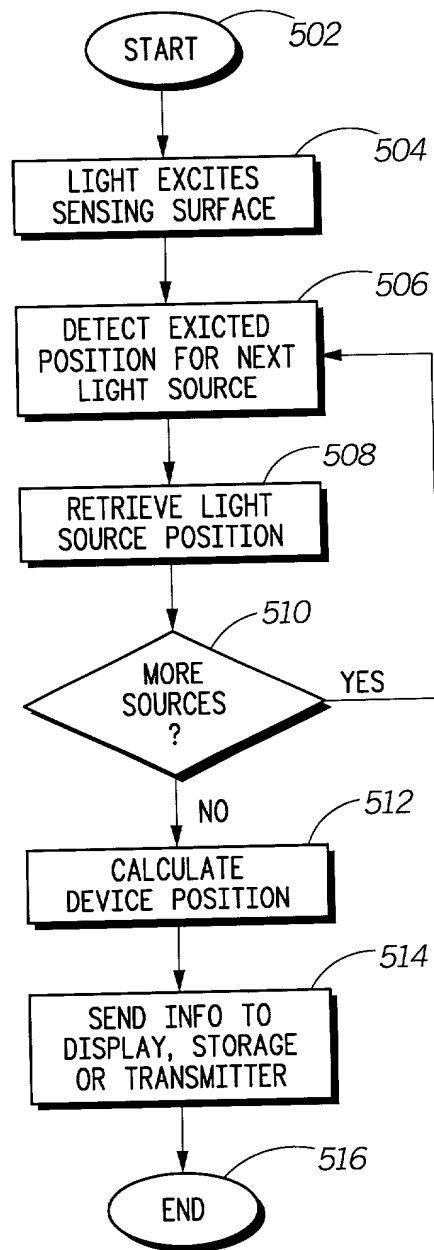 START
502
504
LIGHT EXCITES
SENSING SURFACE
506
DETECT EXICTED
POSITION FOR NEXT
LIGHT SOURCE
508
RETRIEVE LIGHT
SOURCE POSITION
510
MORE
SOURCES
?
YES
NO
512
CALCULATE
DEVICE POSITION
514
SEND INFO TO
DISPLAY, STORAGE
OR TRANSMITTER
516
END